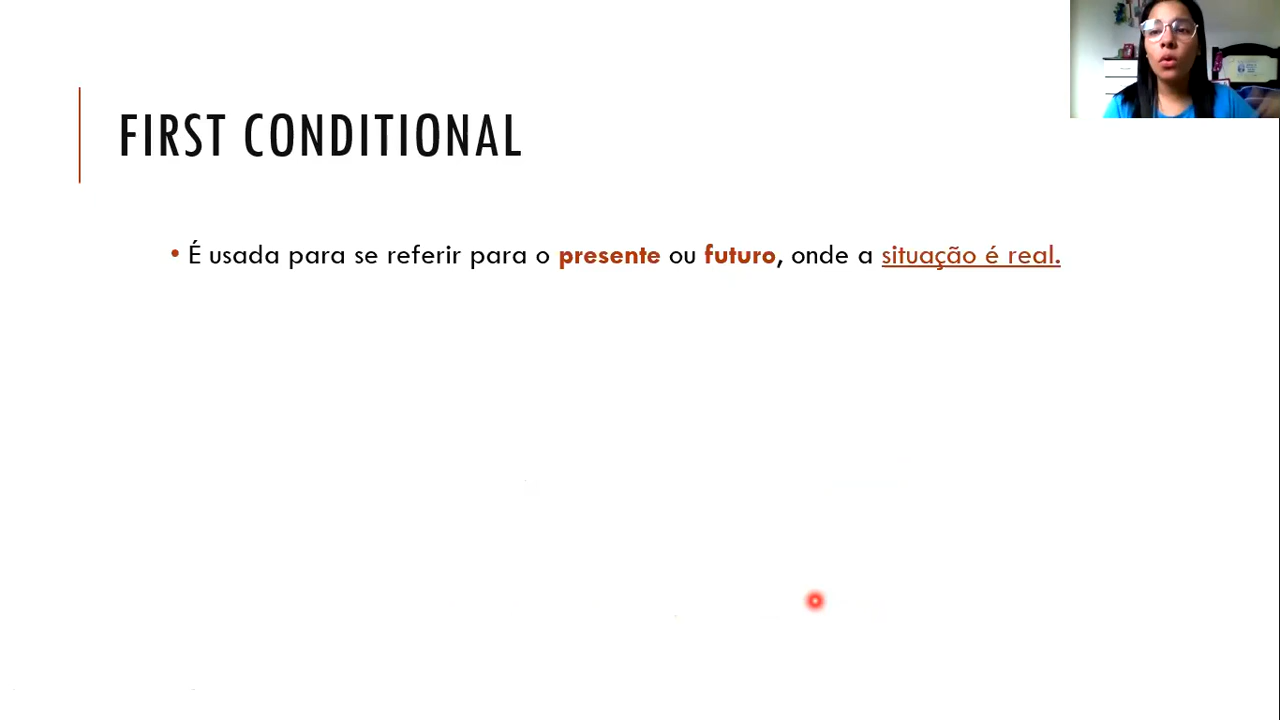 FIRST CONDITIONAL
• É usada para se referir para o presente ou futuro, onde a situação é real.